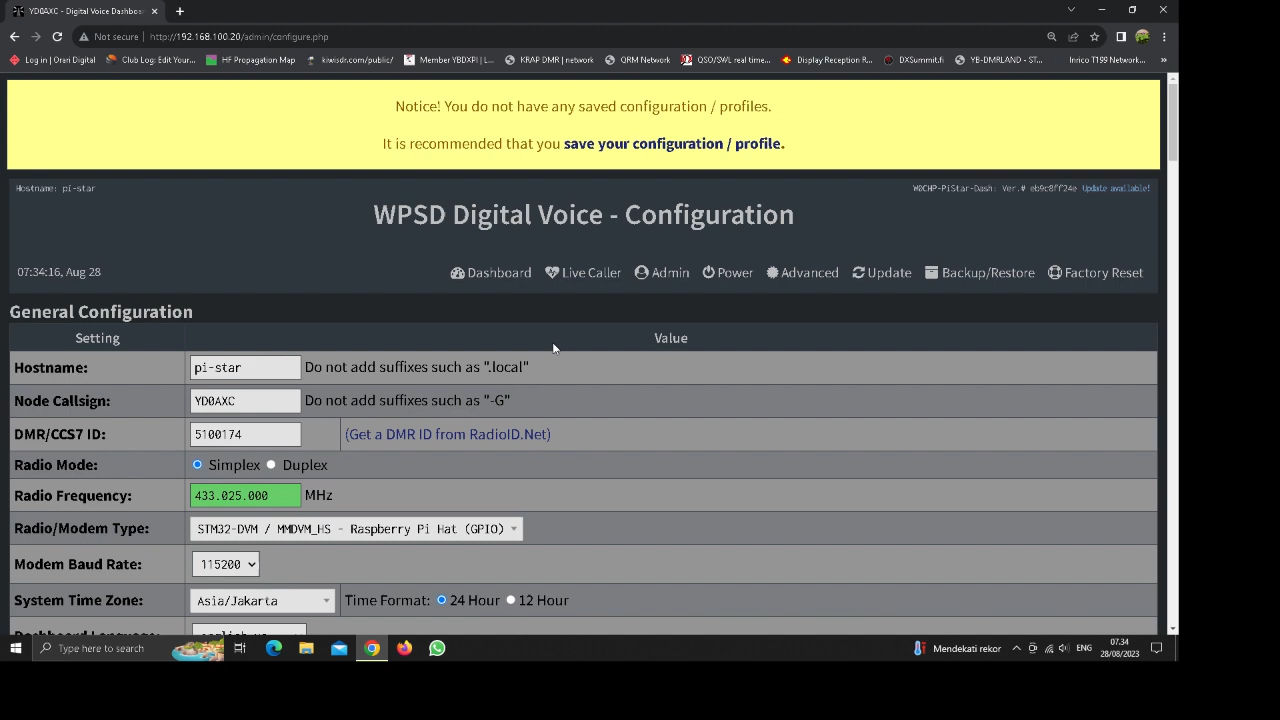 YD0AXC - Digital Voice Dashbo
Not secure | http://192.168.100.20/admin/configure.php
Log in | Oran Digital
Club Log: Edit Your...
HF Propagation Map
kiwisdr.com/public/
Member YBDXPI | L...
KRAP DMR | network
QRM Network
QSO/SWL real time...
Display Reception R...
DXSummit.fi
YB-DMRLAND - ST...
Inrico T199 Network...
»
Notice! You do not have any saved configuration / profiles.
It is recommended that you save your configuration / profile.
Hostname: pi-star
W0CHP-PiStar-Dash: Ver.# eb9c8ff24e Update available!
WPSD Digital Voice - Configuration
07:34:16, Aug 28
Dashboard Live Caller Admin Power Advanced Update Backup/Restore Factory Reset
General Configuration
Setting Value
Hostname: pi-star Do not add suffixes such as ".local"
Node Callsign: YD0AXC Do not add suffixes such as "-G"
DMR/CCS7 ID: 5100174 (Get a DMR ID from RadioID.Net)
Radio Mode: Simplex Duplex
Radio Frequency: 433.025.000 MHz
Radio/Modem Type: STM32-DVM / MMDVM_HS - Raspberry Pi Hat (GPIO)
Modem Baud Rate: 115200
System Time Zone: Asia/Jakarta Time Format: 24 Hour 12 Hour
Dashboard Language:
Type here to search
Mendekati rekor
ENG
07.34
28/08/2023